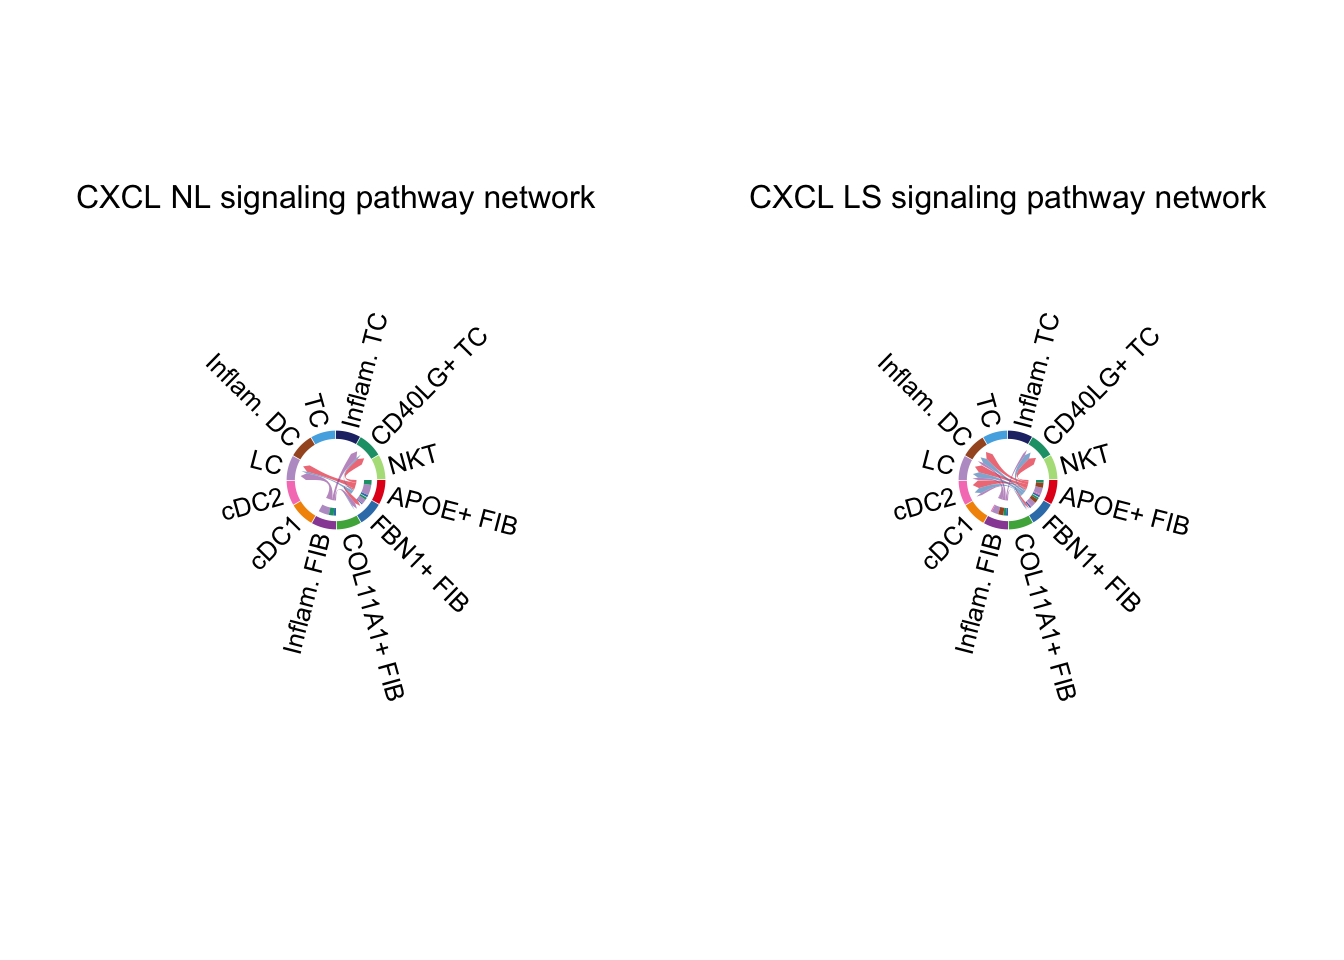 CXCL NL signaling pathway network
Inflam. TC
CD40LG+ TC
Inflam. DC
TC
LC
NKT
cDC2
APOE+ FIB
cDC1
FBN1+ FIB
Inflam. FIB
COL11A1+ FIB
CXCL LS signaling pathway network
Inflam. TC
CD40LG+ TC
Inflam. DC
TC
LC
NKT
cDC2
APOE+ FIB
cDC1
FBN1+ FIB
Inflam. FIB
COL11A1+ FIB